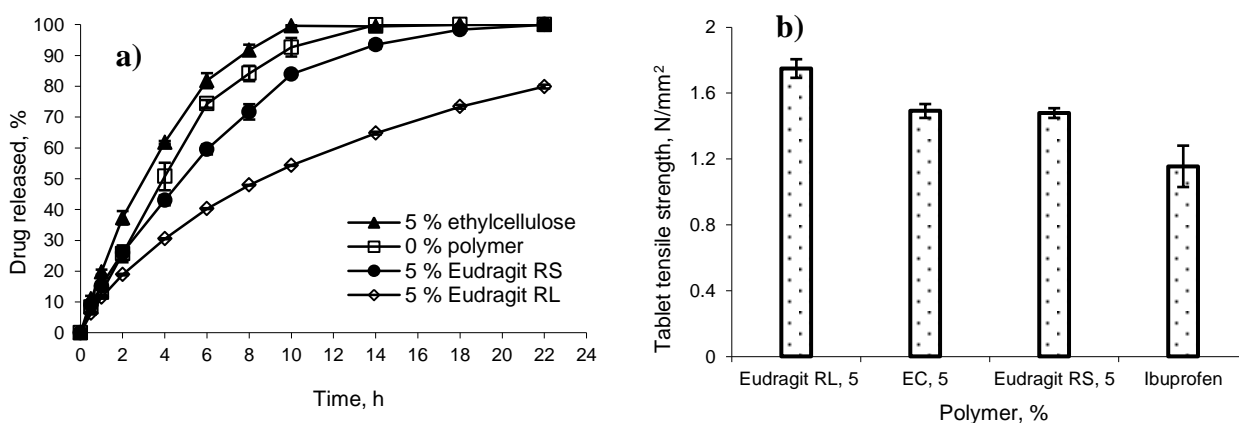 a)
Drug released, %
100
90
80
70
60
50
40
30
20
10
0
0 2 4 6 8 10 12 14 16 18 20 22 24
Time, h
5 % ethylcellulose
0 % polymer
5 % Eudragit RS
5 % Eudragit RL
b)
Tablet tensile strength, N/mm²
2
1.6
1.2
0.8
0.4
0
Eudragit RL, 5 EC, 5 Eudragit RS, 5 Ibuprofen
Polymer, %